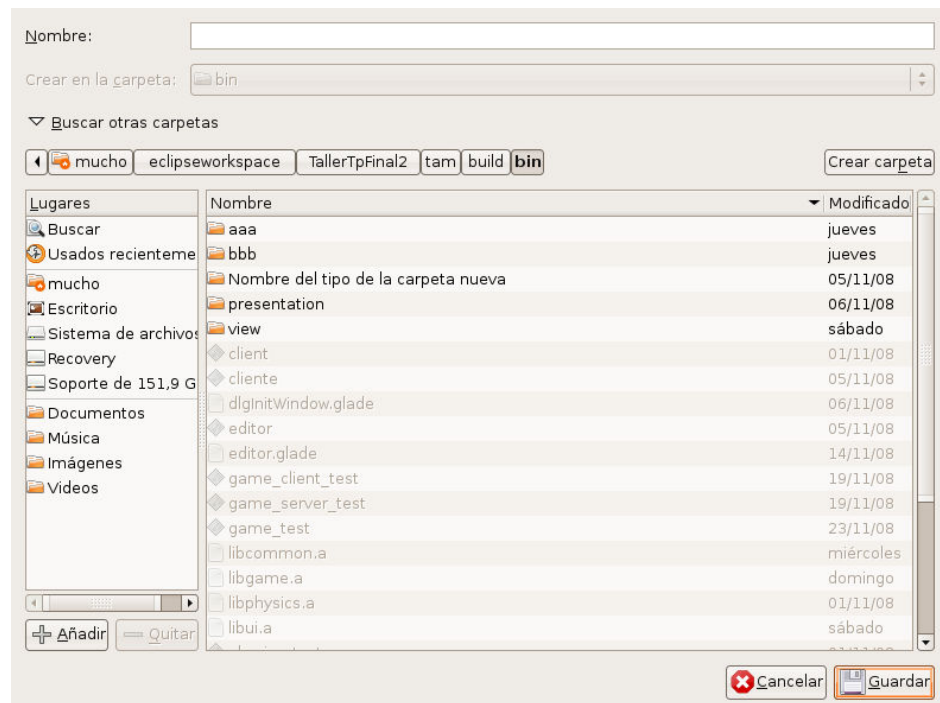 Nombre:
Crear en la carpeta: bin
Buscar otras carpetas
mucho eclipseworkspace TallerTpFinal2 tam build bin Crear carpeta
Lugares Nombre Modificado
Buscar aaa jueves
Usados recienteme bbb jueves
mucho Nombre del tipo de la carpeta nueva 05/11/08
Escritorio presentation 06/11/08
Sistema de archivos view sábado
Recovery client 01/11/08
Soporte de 151,9 G cliente 05/11/08
Documentos dlgInitWindow.glade 06/11/08
Música editor 05/11/08
Imágenes editor.glade 14/11/08
Videos game_client_test 19/11/08
game_server_test 19/11/08
game_test 23/11/08
libcommon.a miércoles
libgame.a domingo
libphysics.a 01/11/08
Añadir Quitar libui.a sábado
Cancelar Guardar